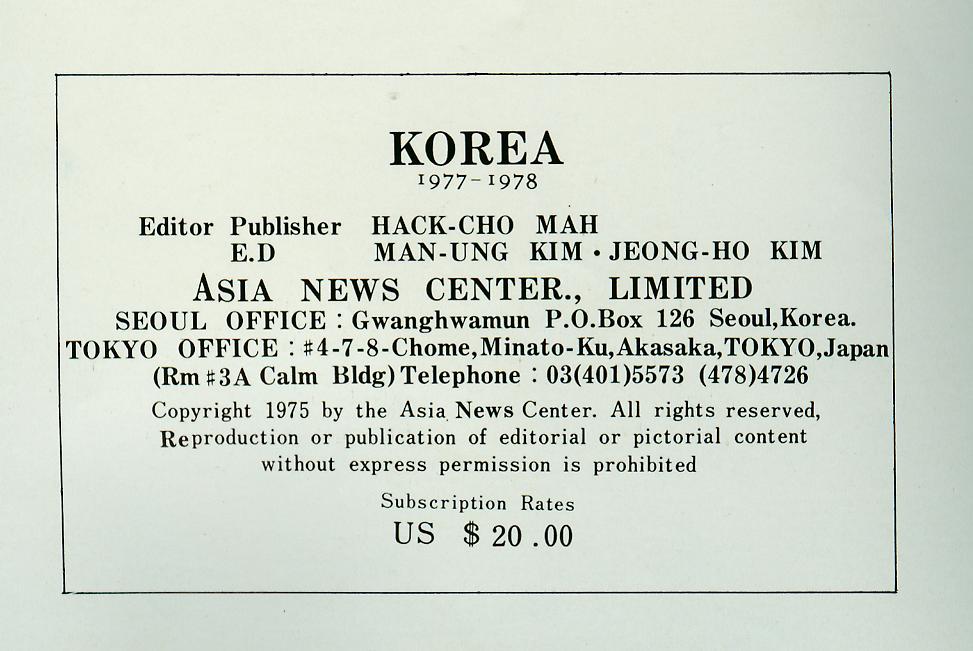 KOREA
1977-1978
Editor Publisher HACK-CHO MAH
E.D MAN-UNG KIM • JEONG-HO KIM
ASIA NEWS CENTER., LIMITED
SEOUL OFFICE : Gwanghwamun P.O.Box 126 Seoul,Korea.
TOKYO OFFICE : #4-7-8-Chome,Minato-Ku,Akasaka,TOKYO,Japan
(Rm #3A Calm Bldg) Telephone : 03(401)5573 (478)4726
Copyright 1975 by the Asia News Center. All rights reserved,
Reproduction or publication of editorial or pictorial content
without express permission is prohibited
Subscription Rates
US $ 20 .00